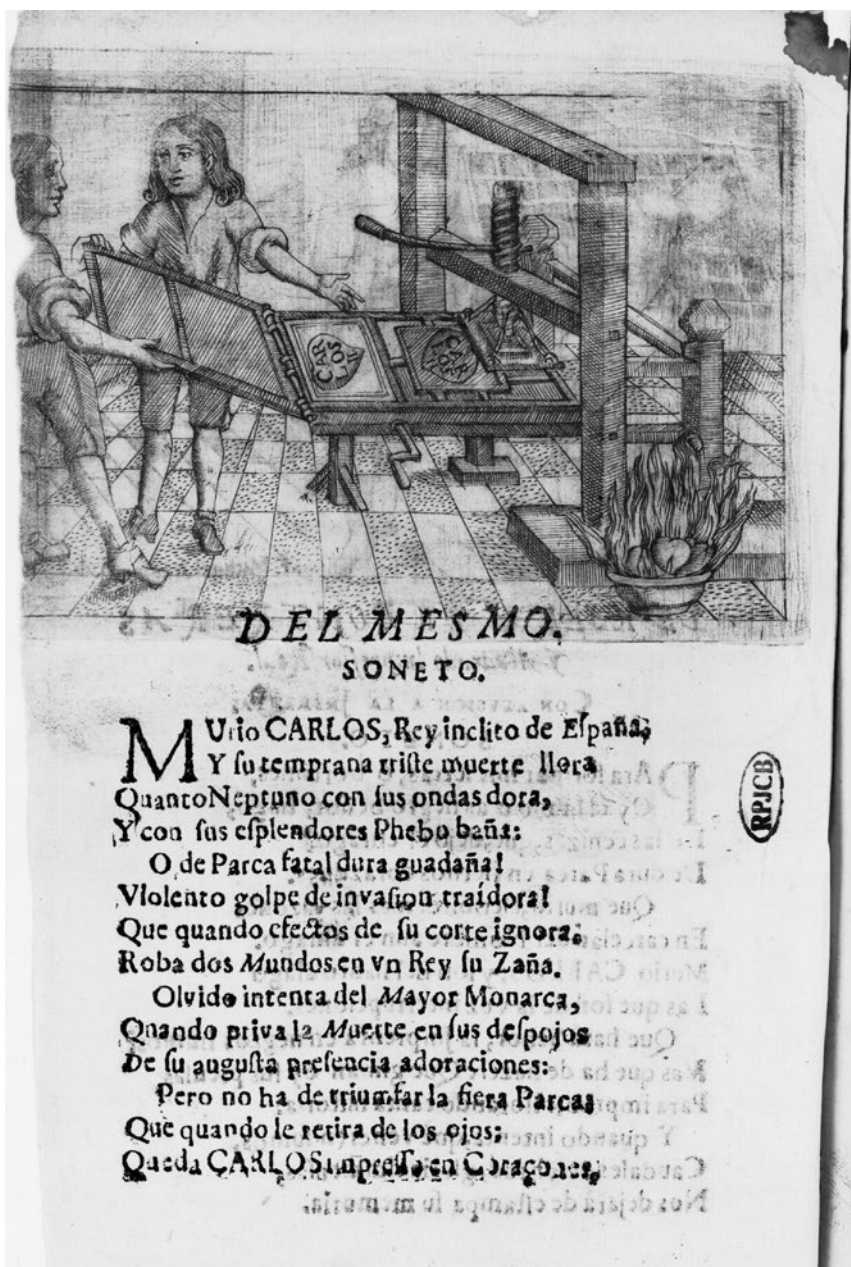 CAR
LOS
II
CAR
LOS
DEL MESMO.
SONETO.
MUrio CARLOS, Rey inclito de Eſpaña,
Y ſu temprana triſte muerte llora
Quanto Neptuno con ſus ondas dora,
Y con ſus eſplendores Phebo baña:
O de Parca fatal dura guadaña!
Violento golpe de invaſion traídora!
Que quando efectos de ſu corte ignora,
Roba dos Mundos en vn Rey ſu Zaña.
Olvido intenta del Mayor Monarca,
Quando priva la Muerte en ſus deſpojos
De ſu auguſta preſencia adoraciones:
Pero no ha de triumfar la fiera Parca;
Que quando le retira de los ojos;
Queda CARLOS impreſſo en Coraçones.
RPJCB